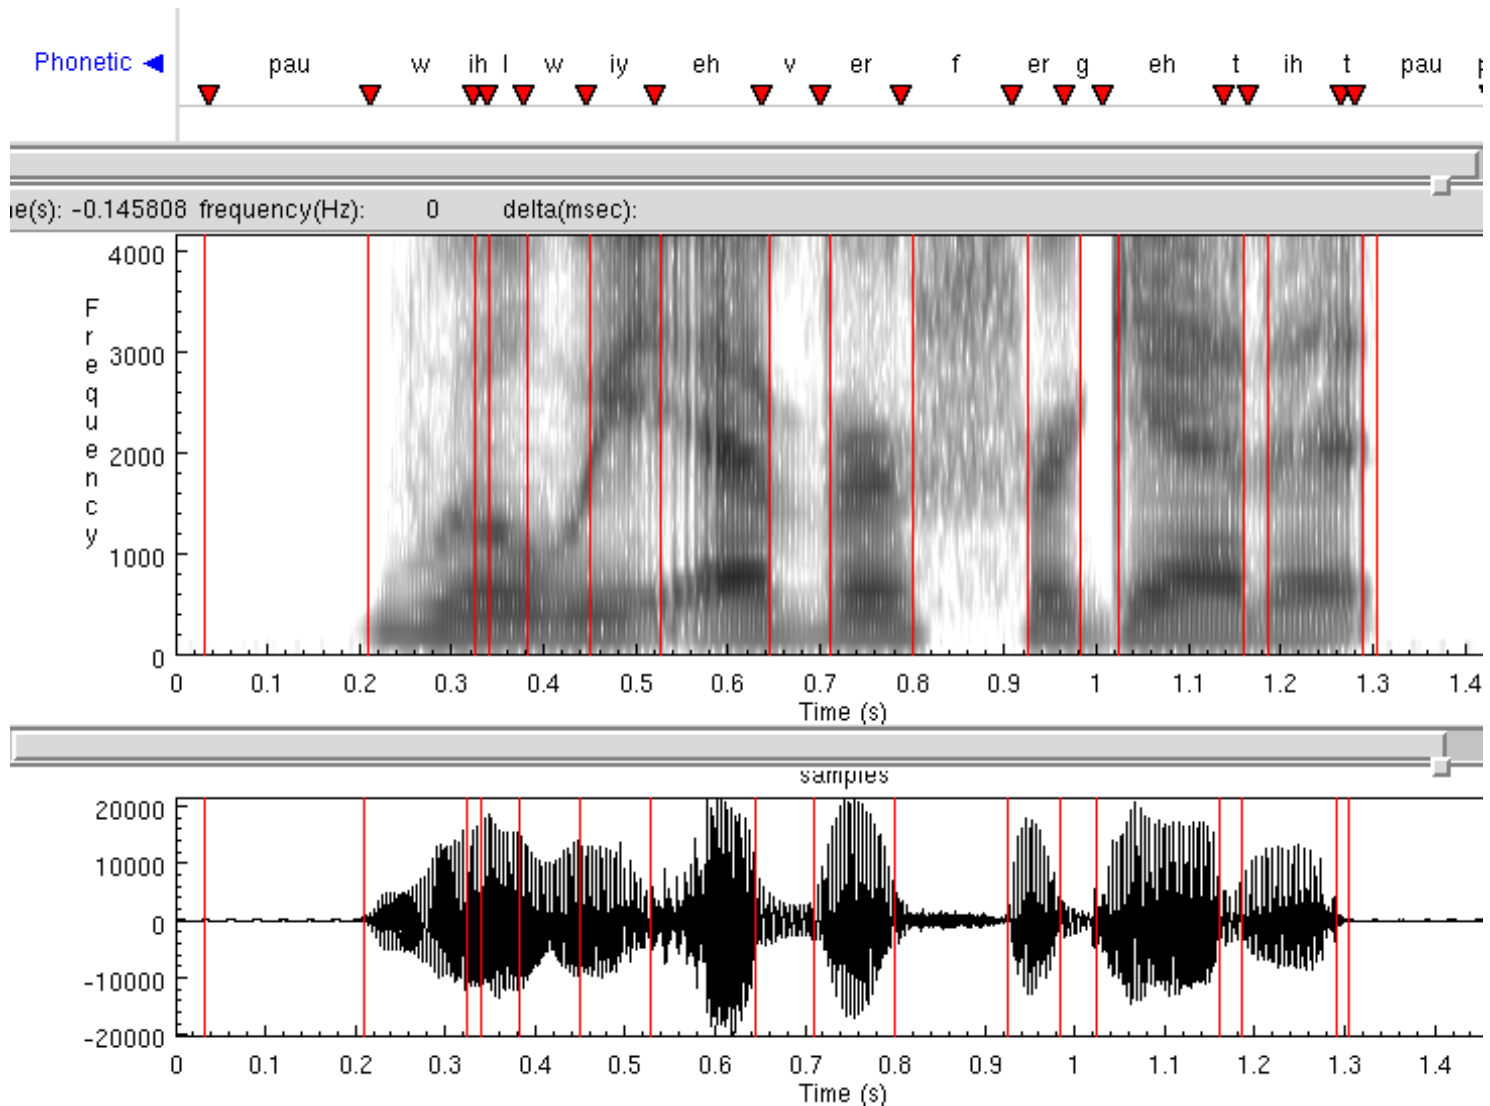 Phonetic pau w ih l w iy eh v er f er g eh t ih t pau
e(s): -0.145808 frequency(Hz): 0 delta(msec):
4000
3000
2000
1000
0
Frequency
0 0.1 0.2 0.3 0.4 0.5 0.6 0.7 0.8 0.9 1 1.1 1.2 1.3 1.4
Time (s)
samples
20000
10000
0
-10000
-20000
0 0.1 0.2 0.3 0.4 0.5 0.6 0.7 0.8 0.9 1 1.1 1.2 1.3 1.4
Time (s)